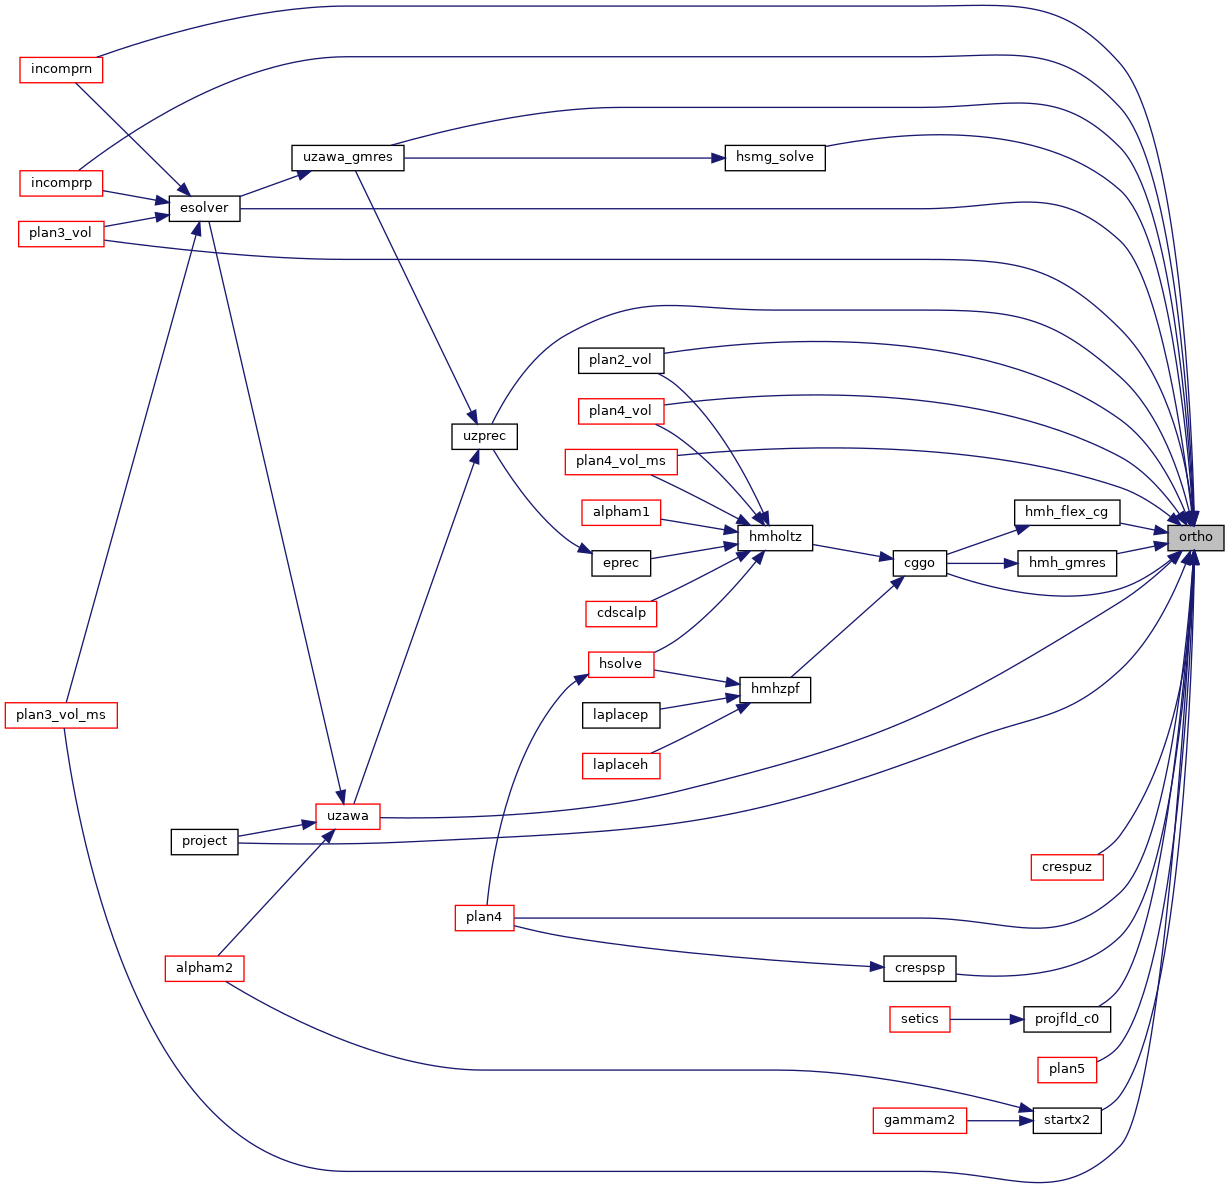 incomprn
uzawa_gmres
hsmg_solve
incomprp
esolver
plan3_vol
plan2_vol
plan4_vol
uzprec
plan4_vol_ms
alpham1
hmh_flex_cg
hmholtz
ortho
eprec
cggo
hmh_gmres
cdscalp
hsolve
hmhzpf
plan3_vol_ms
laplacep
laplaceh
uzawa
project
crespuz
plan4
alpham2
crespsp
setics
projfld_c0
plan5
gammam2
startx2